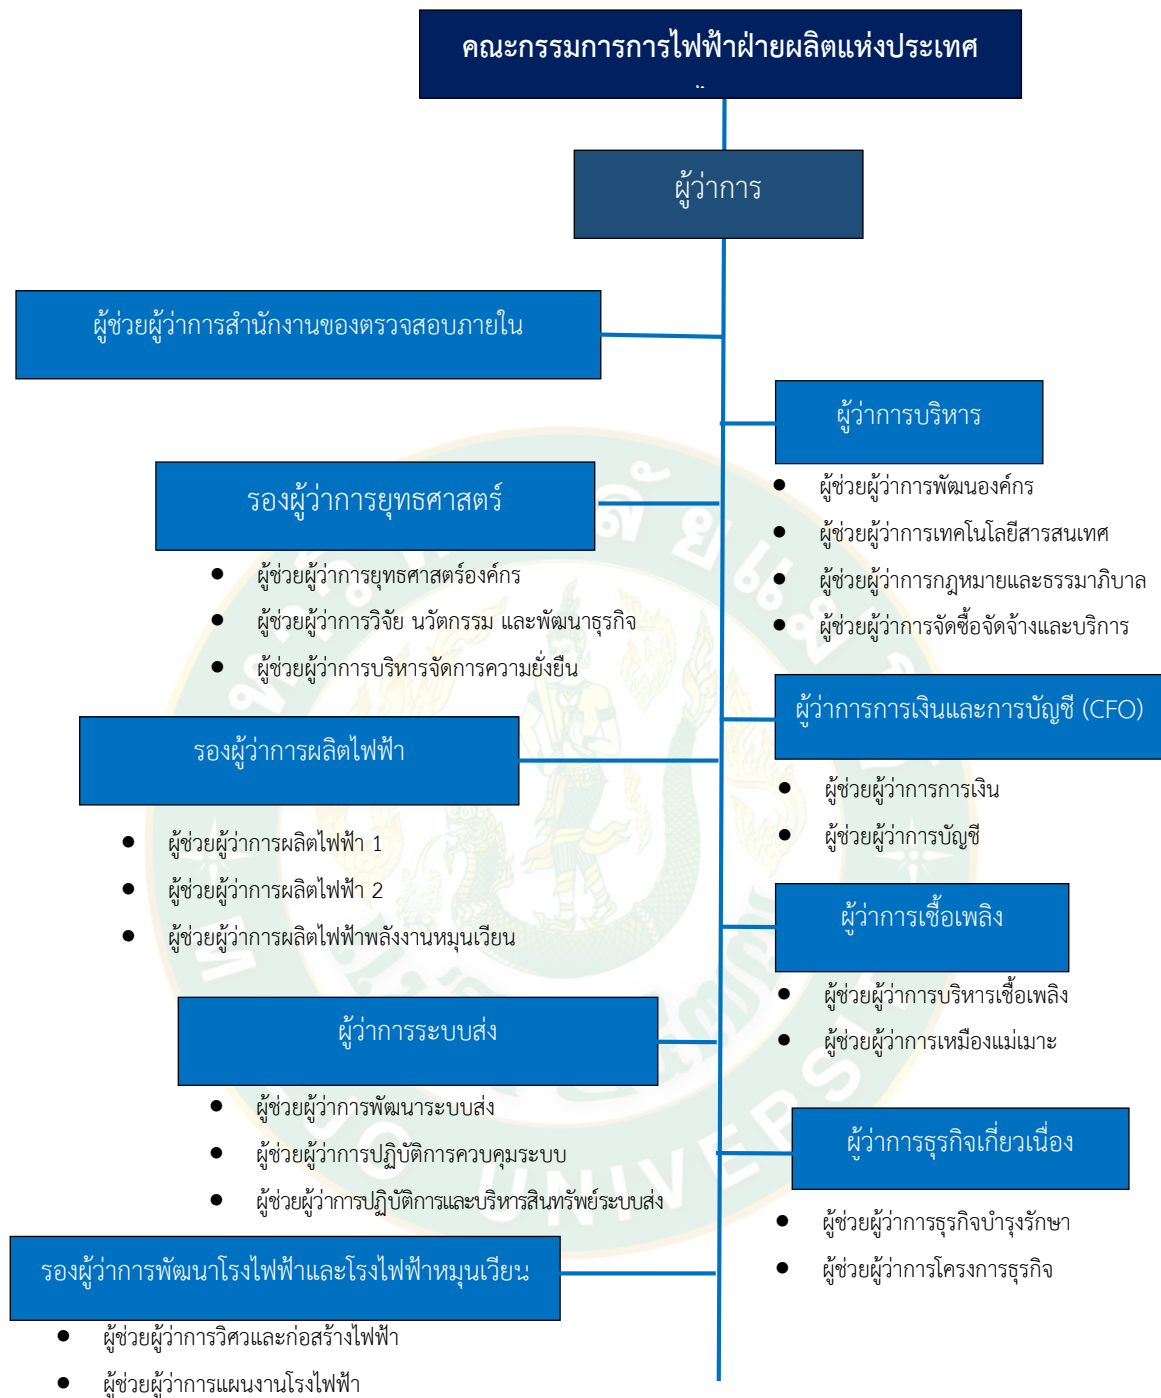 คณะกรรมการการไฟฟ้าฝ่ายผลิตแห่งประเทศ
ผู้ว่าการ
ผู้ช่วยผู้ว่าการสำนักงานของตรวจสอบภายใน
ผู้ว่าการบริหาร
ผู้ช่วยผู้ว่าการพัฒนองค์กร
ผู้ช่วยผู้ว่าการเทคโนโลยีสารสนเทศ
ผู้ช่วยผู้ว่าการกฎหมายและธรรมาภิบาล
ผู้ช่วยผู้ว่าการจัดซื้อจัดจ้างและบริการ
รองผู้ว่าการยุทธศาสตร์
ผู้ช่วยผู้ว่าการยุทธศาสตร์องค์กร
ผู้ช่วยผู้ว่าการวิจัย นวัตกรรม และพัฒนาธุรกิจ
ผู้ช่วยผู้ว่าการบริหารจัดการความยั่งยืน
ผู้ว่าการการเงินและการบัญชี (CFO)
ผู้ช่วยผู้ว่าการการเงิน
ผู้ช่วยผู้ว่าการบัญชี
รองผู้ว่าการผลิตไฟฟ้า
ผู้ช่วยผู้ว่าการผลิตไฟฟ้า 1
ผู้ช่วยผู้ว่าการผลิตไฟฟ้า 2
ผู้ช่วยผู้ว่าการผลิตไฟฟ้าพลังงานหมุนเวียน
ผู้ว่าการเชื้อเพลิง
ผู้ช่วยผู้ว่าการบริหารเชื้อเพลิง
ผู้ช่วยผู้ว่าการเหมืองแม่เมาะ
ผู้ว่าการระบบส่ง
ผู้ช่วยผู้ว่าการพัฒนาระบบส่ง
ผู้ช่วยผู้ว่าการปฏิบัติการควบคุมระบบ
ผู้ช่วยผู้ว่าการปฏิบัติการและบริหารสินทรัพย์ระบบส่ง
ผู้ว่าการธุรกิจเกี่ยวเนื่อง
ผู้ช่วยผู้ว่าการธุรกิจบำรุงรักษา
ผู้ช่วยผู้ว่าการโครงการธุรกิจ
รองผู้ว่าการพัฒนาโรงไฟฟ้าและโรงไฟฟ้าหมุนเวียน
ผู้ช่วยผู้ว่าการวิศวและก่อสร้างไฟฟ้า
ผู้ช่วยผู้ว่าการแผนงานโรงไฟฟ้า